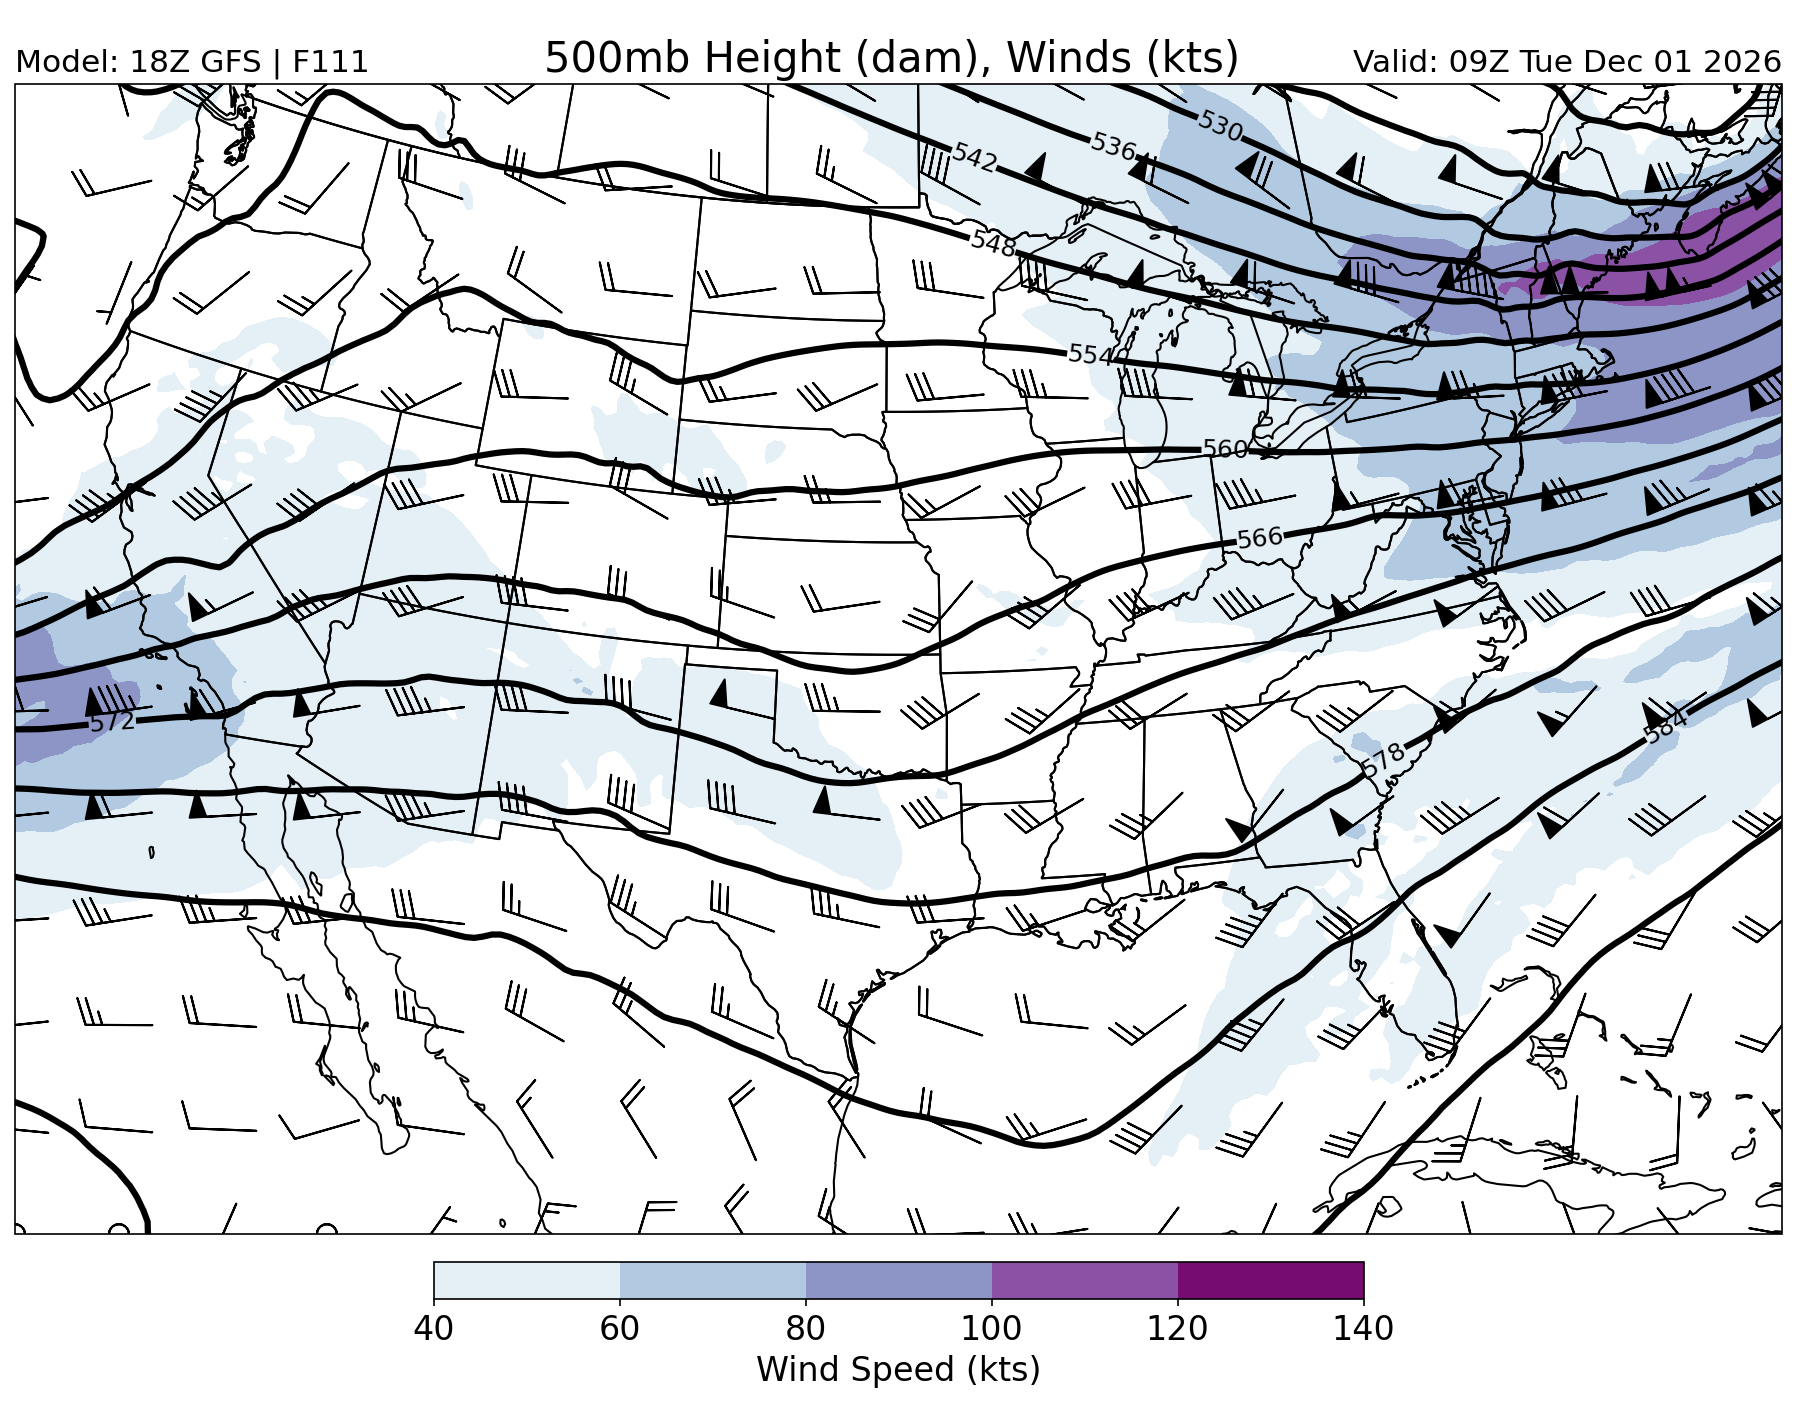 Model: 18Z GFS | F111
500mb Height (dam), Winds (kts)
Valid: 09Z Tue Dec 01 2026
530
536
542
548
554
560
566
572
578
584
40 60 80 100 120 140
Wind Speed (kts)